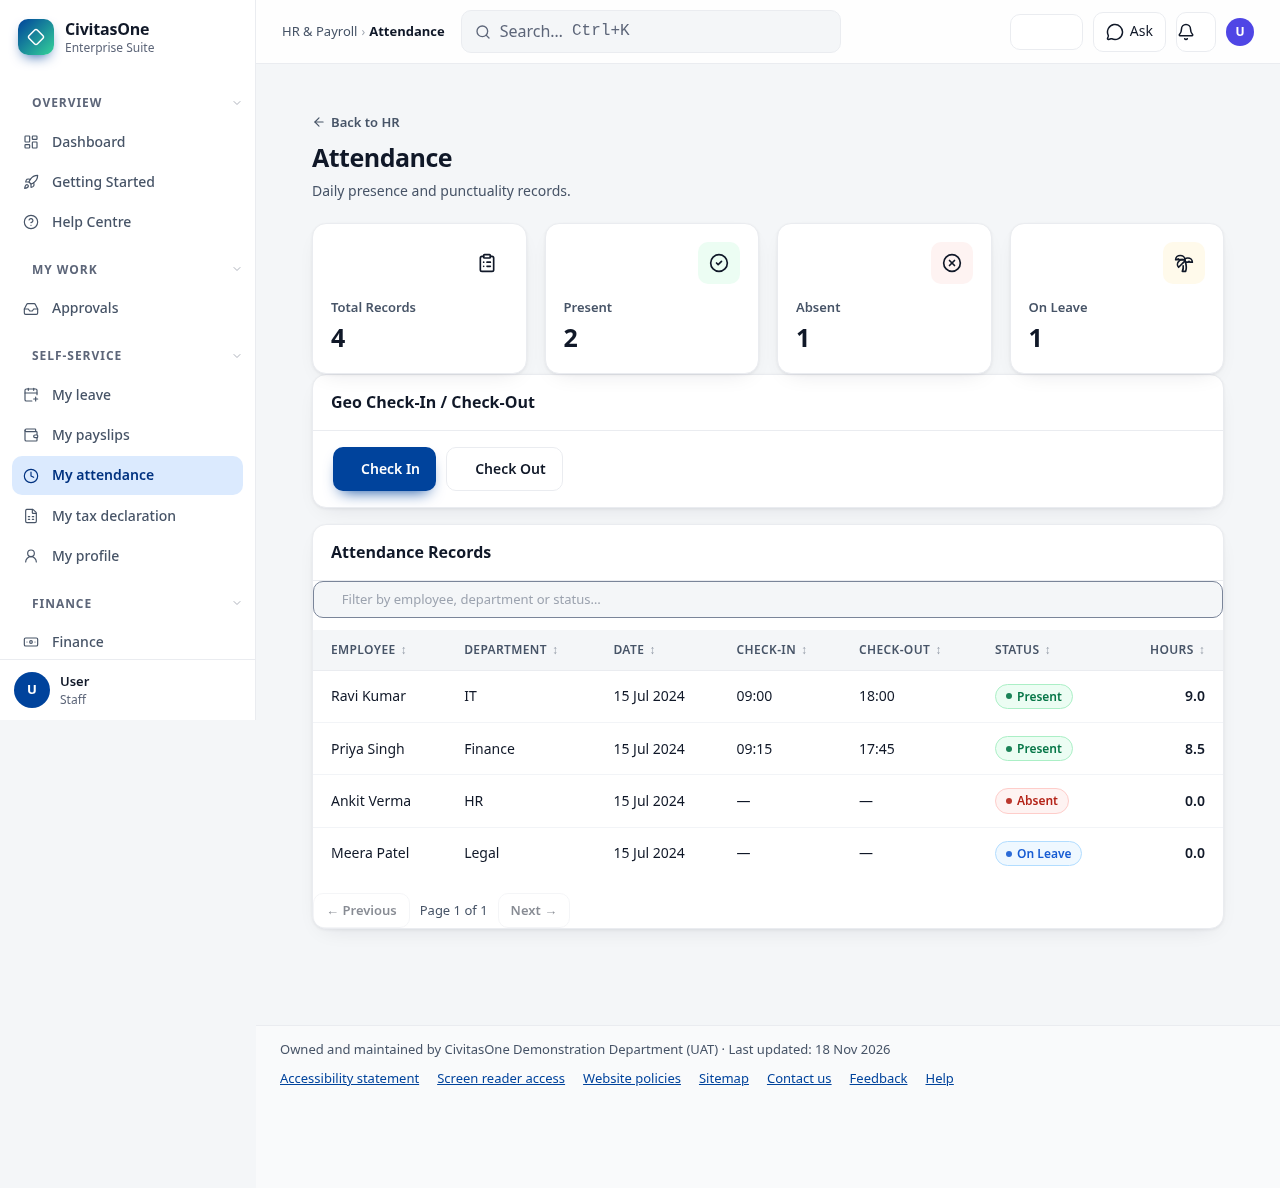 CivitasOne
Enterprise Suite
OVERVIEW
Dashboard
Getting Started
Help Centre
MY WORK
Approvals
SELF-SERVICE
My leave
My payslips
My attendance
My tax declaration
My profile
FINANCE
Finance
U
User
Staff
HR & Payroll › Attendance
Search... Ctrl+K
Ask
U
← Back to HR
Attendance
Daily presence and punctuality records.
Total Records
4
Present
2
Absent
1
On Leave
1
Geo Check-In / Check-Out
Check In
Check Out
Attendance Records
Filter by employee, department or status...
EMPLOYEE ↕ DEPARTMENT ↕ DATE ↕ CHECK-IN ↕ CHECK-OUT ↕ STATUS ↕ HOURS ↕
Ravi Kumar IT 15 Jul 2024 09:00 18:00 Present 9.0
Priya Singh Finance 15 Jul 2024 09:15 17:45 Present 8.5
Ankit Verma HR 15 Jul 2024 — — Absent 0.0
Meera Patel Legal 15 Jul 2024 — — On Leave 0.0
← Previous Page 1 of 1 Next →
Owned and maintained by CivitasOne Demonstration Department (UAT) · Last updated: 18 Nov 2026
Accessibility statement Screen reader access Website policies Sitemap Contact us Feedback Help